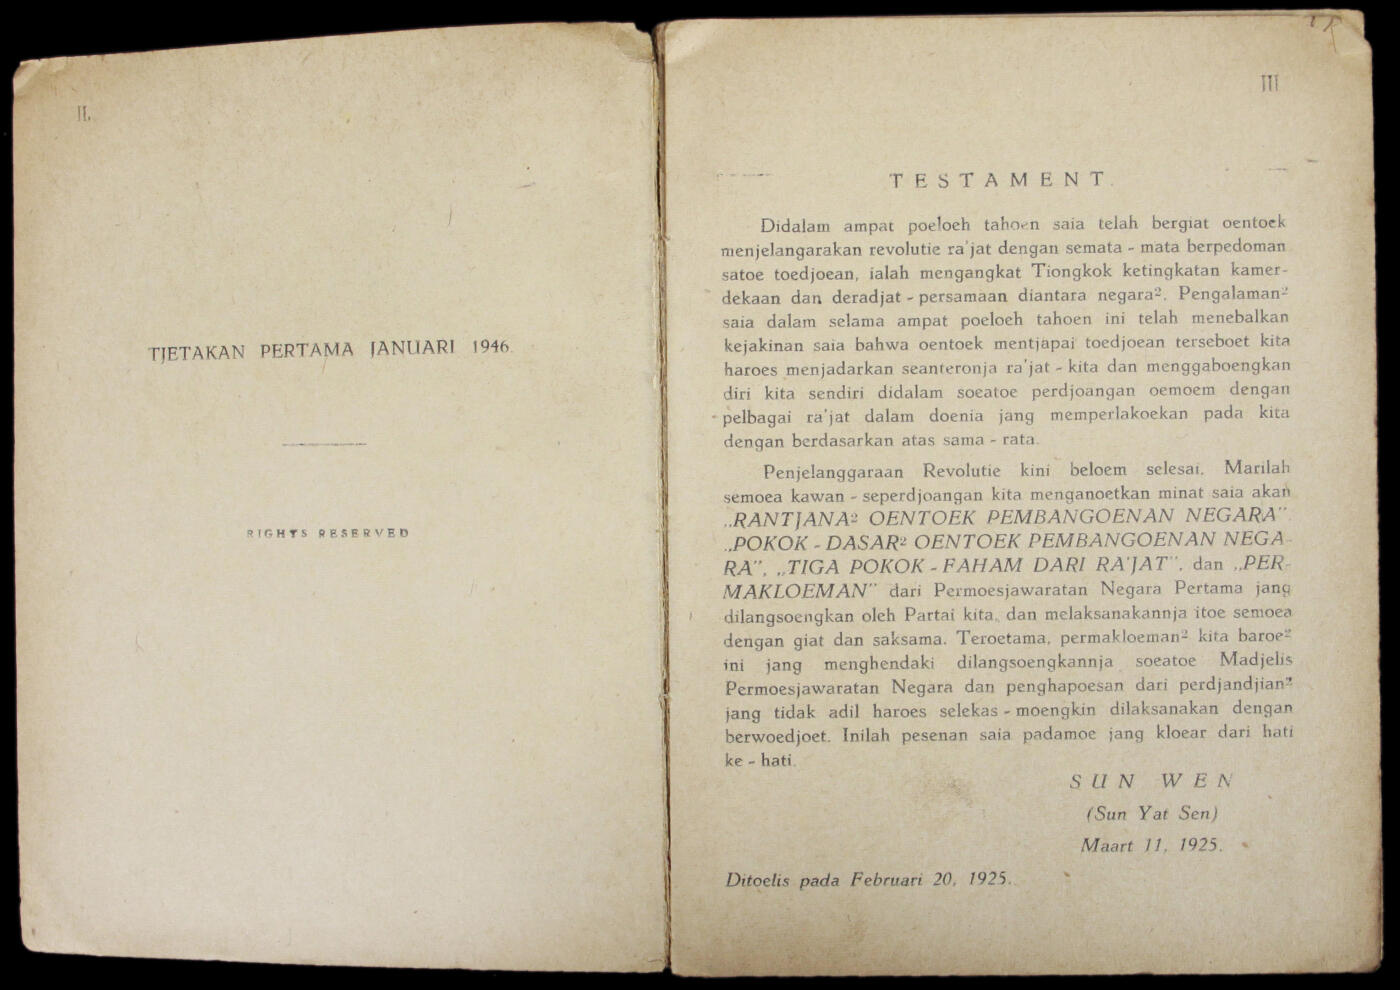 II.
TJETAKAN PERTAMA JANUARI 1946.
RIGHTS RESERVED
III
TESTAMENT.
Didalam ampat poeloeh tahoen saia telah bergiat oentoek
menjelangarakan revolutie ra'jat dengan semata - mata berpedoman
satoe toedjoean, ialah mengangkat Tiongkok ketingkatan kamer-
dekaan dan deradjat - persamaan diantara negara². Pengalaman²
saia dalam selama ampat poeloeh tahoen ini telah menebalkan
kejakinan saia bahwa oentoek mentjapai toedjoean terseboet kita
haroes menjadarkan seanteronja ra'jat - kita dan menggaboengkan
diri kita sendiri didalam soeatoe perdjoangan oemoem dengan
pelbagai ra'jat dalam doenia jang memperlakoekan pada kita
dengan berdasarkan atas sama - rata.
Penjelanggaraan Revolutie kini beloem selesai. Marilah
semoea kawan - seperdjoangan kita menganoetkan minat saia akan
„RANTJANA² OENTOEK PEMBANGOENAN NEGARA"
„POKOK - DASAR² OENTOEK PEMBANGOENAN NEGA-
RA", „TIGA POKOK - FAHAM DARI RA'JAT", dan „PER-
MAKLOEMAN" dari Permoesjawaratan Negara Pertama jang
dilangsoengkan oleh Partai kita, dan melaksanakannja itoe semoea
dengan giat dan saksama. Teroetama, permakloeman² kita baroe²
ini jang menghendaki dilangsoengkannja soeatoe Madjelis
Permoesjawaratan Negara dan penghapoesan dari perdjandjian²
jang tidak adil haroes selekas - moengkin dilaksanakan dengan
berwoedjoet. Inilah pesenan saia padamoe jang kloear dari hati
ke - hati.
SUN WEN
(Sun Yat Sen)
Maart 11, 1925.
Ditoelis pada Februari 20, 1925.